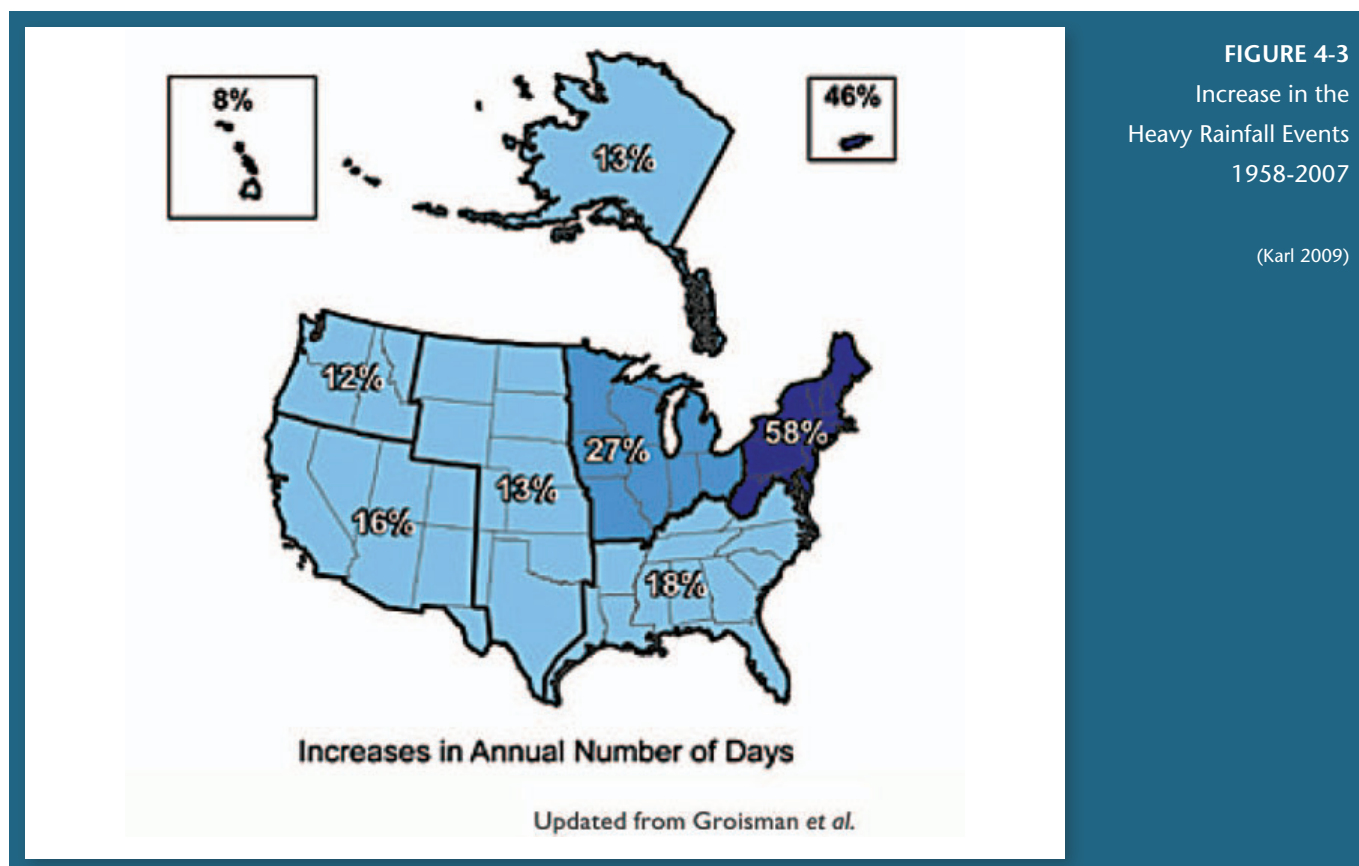 FIGURE 4-3
Increase in the
Heavy Rainfall Events
1958-2007
(Karl 2009)
8%
13%
46%
12%
27%
58%
13%
16%
18%
Increases in Annual Number of Days
Updated from Groisman et al.